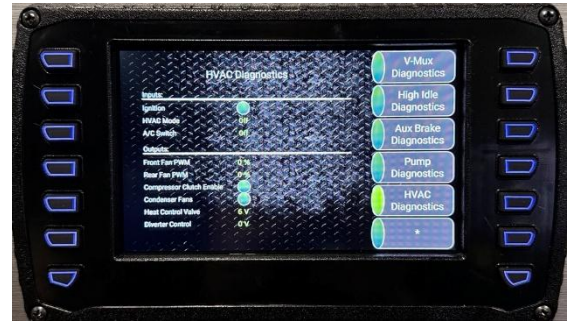 HVAC Diagnostics
Inputs:
Ignition
HVAC Mode Off
A/C Switch Off
Outputs:
Front Fan PWM 0 %
Rear Fan PWM 0 %
Compressor Clutch Enable
Condenser Fans
Heat Control Valve 6 V
Diverter Control 0 V
V-Mux
Diagnostics
High Idle
Diagnostics
Aux Brake
Diagnostics
Pump
Diagnostics
HVAC
Diagnostics
*